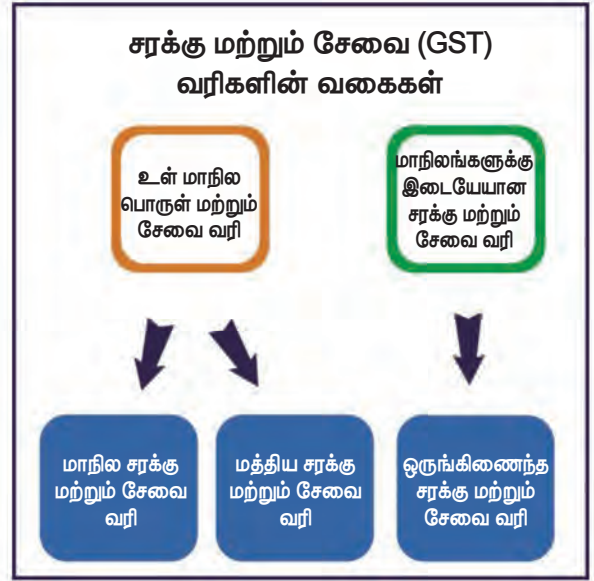 சரக்கு மற்றும் சேவை (GST)
வரிகளின் வகைகள்
உள் மாநில
பொருள் மற்றும்
சேவை வரி
மாநிலங்களுக்கு
இடையேயான
சரக்கு மற்றும்
சேவை வரி
மாநில சரக்கு
மற்றும் சேவை
வரி
மத்திய சரக்கு
மற்றும் சேவை
வரி
ஒருங்கிணைந்த
சரக்கு மற்றும்
சேவை வரி